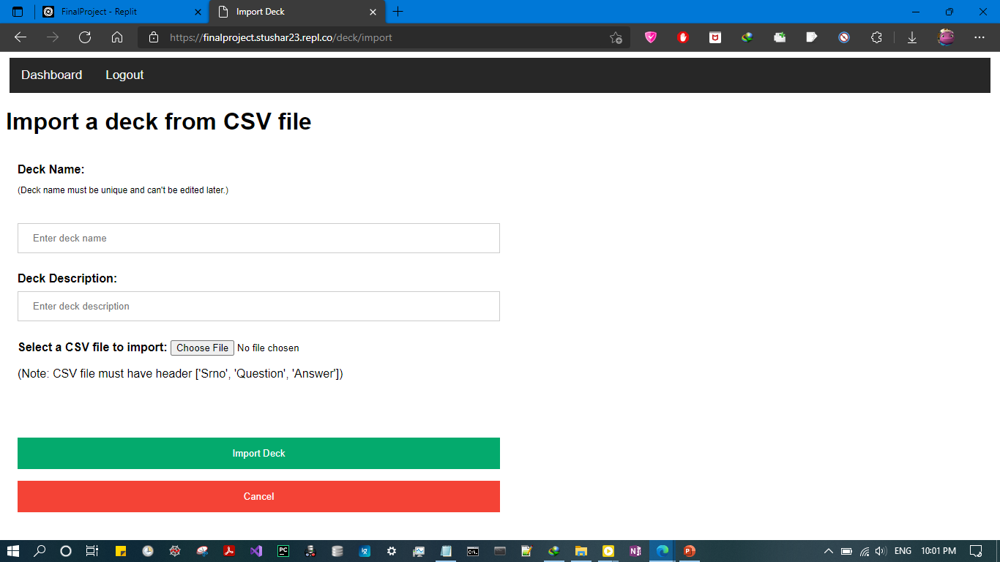 FinalProject - Replit
Import Deck
https://finalproject.stushar23.repl.co/deck/import
Dashboard Logout
Import a deck from CSV file
Deck Name:
(Deck name must be unique and can't be edited later.)
Enter deck name
Deck Description:
Enter deck description
Select a CSV file to import: Choose File No file chosen
(Note: CSV file must have header ['Srno', 'Question', 'Answer'])
Import Deck
Cancel
ENG 10:01 PM